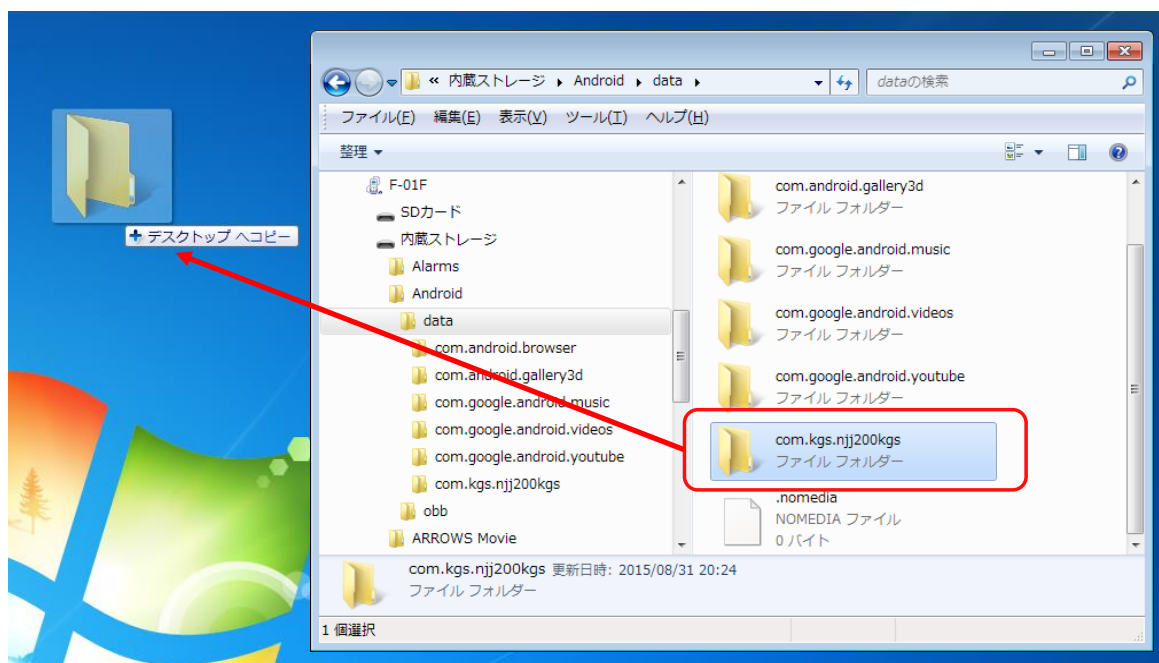 « 内蔵ストレージ ▸ Android ▸ data ▸
dataの検索
ファイル(F) 編集(E) 表示(V) ツール(T) ヘルプ(H)
整理 ▼
F-01F
SDカード
内蔵ストレージ
Alarms
Android
data
com.android.browser
com.android.gallery3d
com.google.android.music
com.google.android.videos
com.google.android.youtube
com.kgs.njj200kgs
obb
ARROWS Movie
com.android.gallery3d
ファイル フォルダー
com.google.android.music
ファイル フォルダー
com.google.android.videos
ファイル フォルダー
com.google.android.youtube
ファイル フォルダー
com.kgs.njj200kgs
ファイル フォルダー
.nomedia
NOMEDIA ファイル
0 バイト
デスクトップ へコピー
com.kgs.njj200kgs 更新日時: 2015/08/31 20:24
ファイル フォルダー
1 個選択